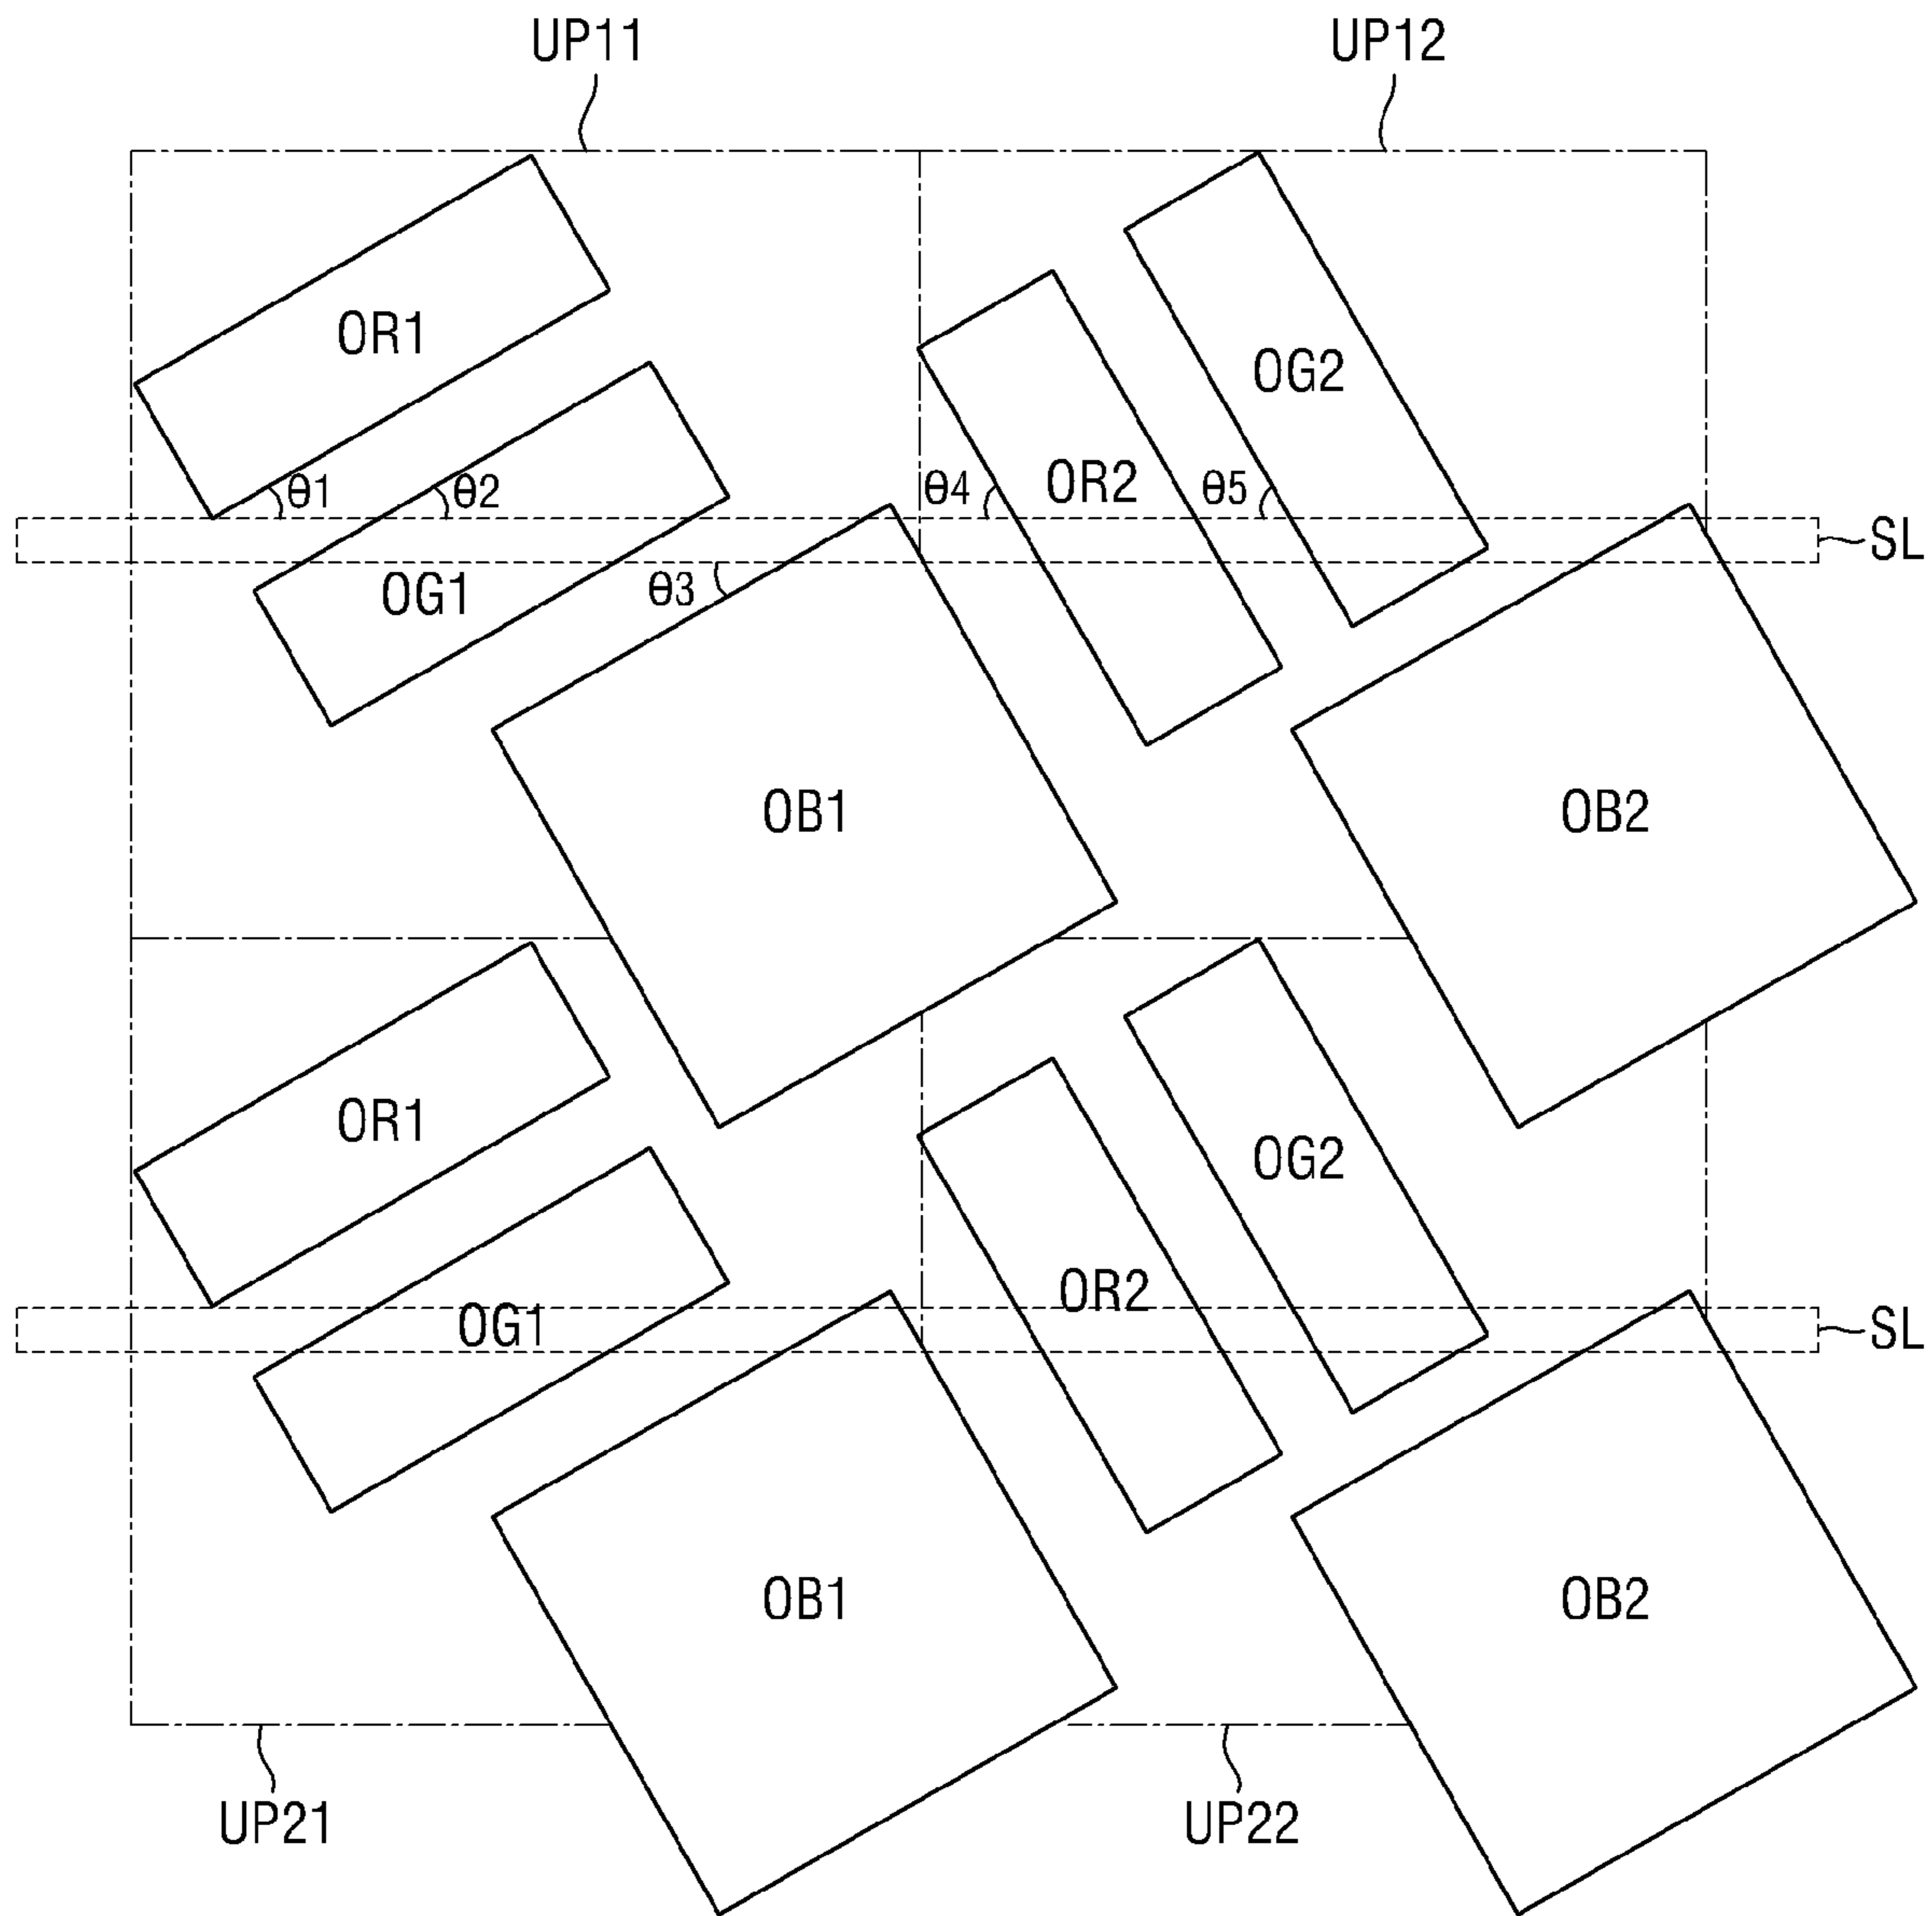 UP11 UP12
OR1
OG2
θ1 θ2 θ4 OR2 θ5
SL
OG1 θ3
OB1 OB2
OR1
OG2
OR2
OG1 SL
OB1 OB2
UP21 UP22